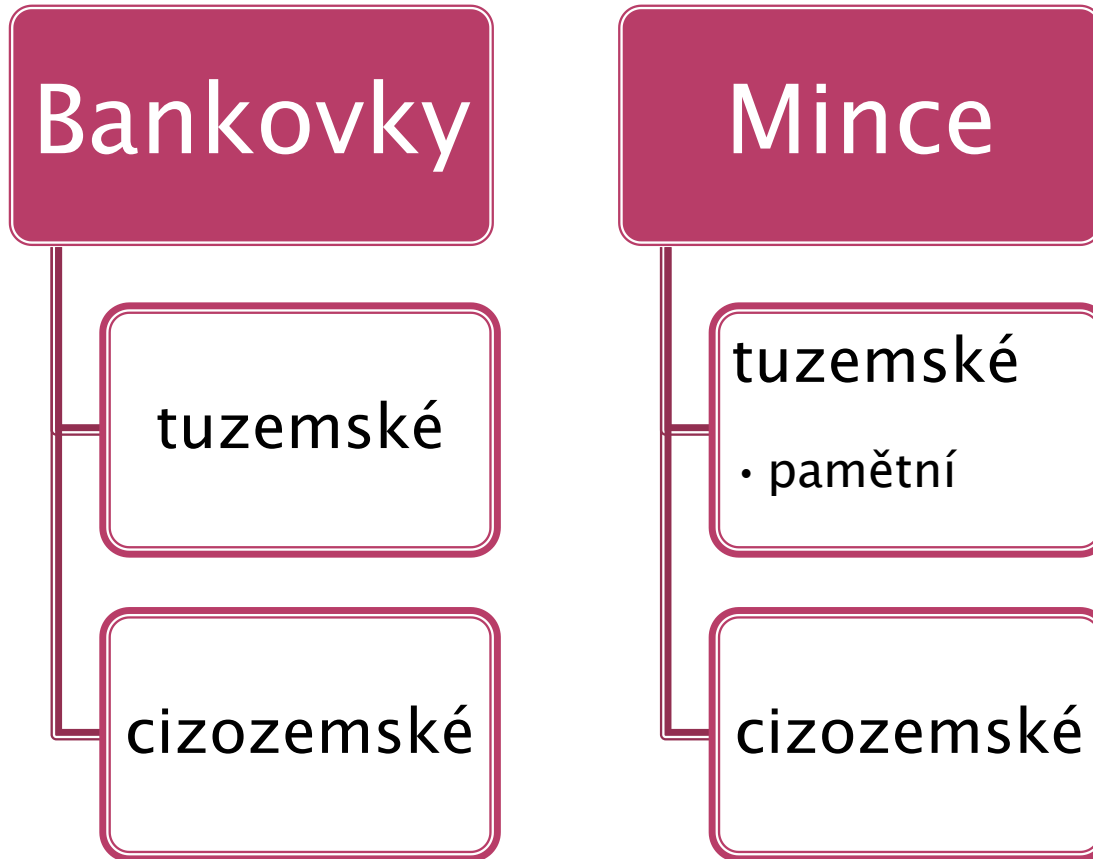 Bankovky
tuzemské
cizozemské
Mince
tuzemské
• pamětní
cizozemské